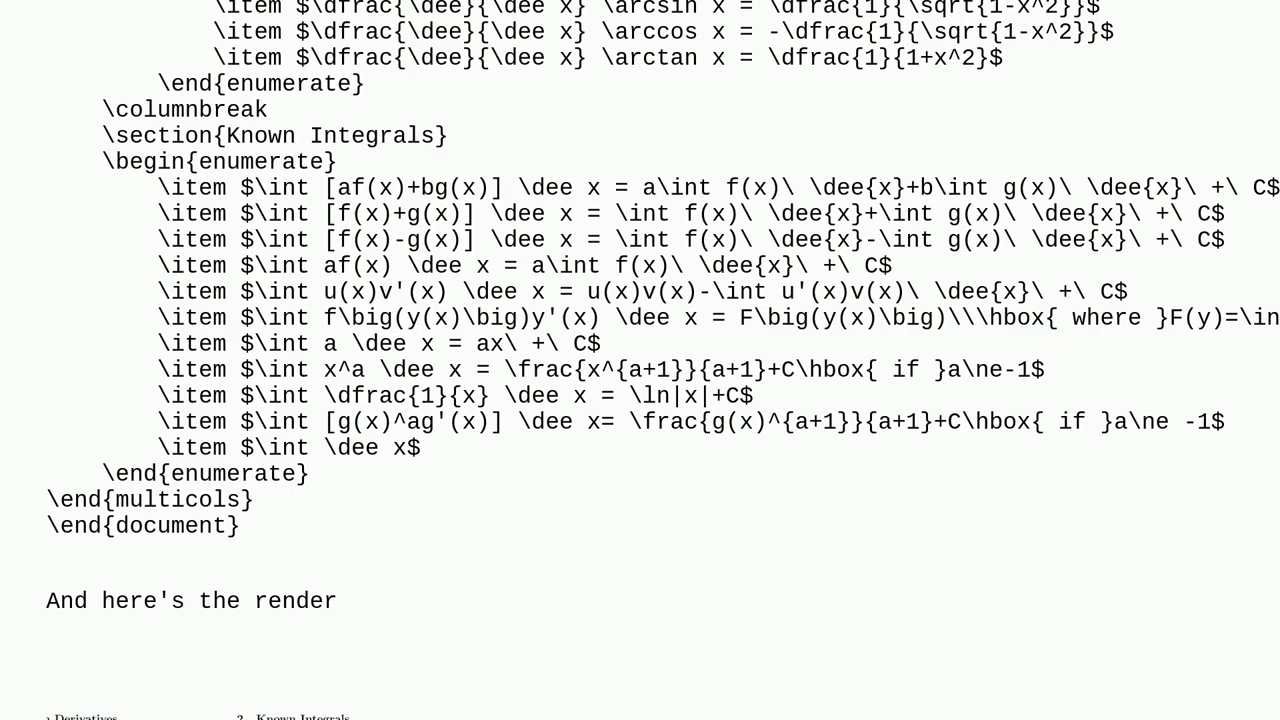 \item $\dfrac{\dee}{\dee x} \arcsin x = \dfrac{1}{\sqrt{1-x^2}}$
\item $\dfrac{\dee}{\dee x} \arccos x = -\dfrac{1}{\sqrt{1-x^2}}$
\item $\dfrac{\dee}{\dee x} \arctan x = \dfrac{1}{1+x^2}$
\end{enumerate}
\columnbreak
\section{Known Integrals}
\begin{enumerate}
\item $\int [af(x)+bg(x)] \dee x = a\int f(x)\ \dee{x}+b\int g(x)\ \dee{x}\ +\ C$
\item $\int [f(x)+g(x)] \dee x = \int f(x)\ \dee{x}+\int g(x)\ \dee{x}\ +\ C$
\item $\int [f(x)-g(x)] \dee x = \int f(x)\ \dee{x}-\int g(x)\ \dee{x}\ +\ C$
\item $\int af(x) \dee x = a\int f(x)\ \dee{x}\ +\ C$
\item $\int u(x)v'(x) \dee x = u(x)v(x)-\int u'(x)v(x)\ \dee{x}\ +\ C$
\item $\int f\big(y(x)\big)y'(x) \dee x = F\big(y(x)\big)\\\hbox{ where }F(y)=\in
\item $\int a \dee x = ax\ +\ C$
\item $\int x^a \dee x = \frac{x^{a+1}}{a+1}+C\hbox{ if }a\ne-1$
\item $\int \dfrac{1}{x} \dee x = \ln|x|+C$
\item $\int [g(x)^ag'(x)] \dee x= \frac{g(x)^{a+1}}{a+1}+C\hbox{ if }a\ne -1$
\item $\int \dee x$
\end{enumerate}
\end{multicols}
\end{document}
And here's the render
Derivatives 2 Known Integrals